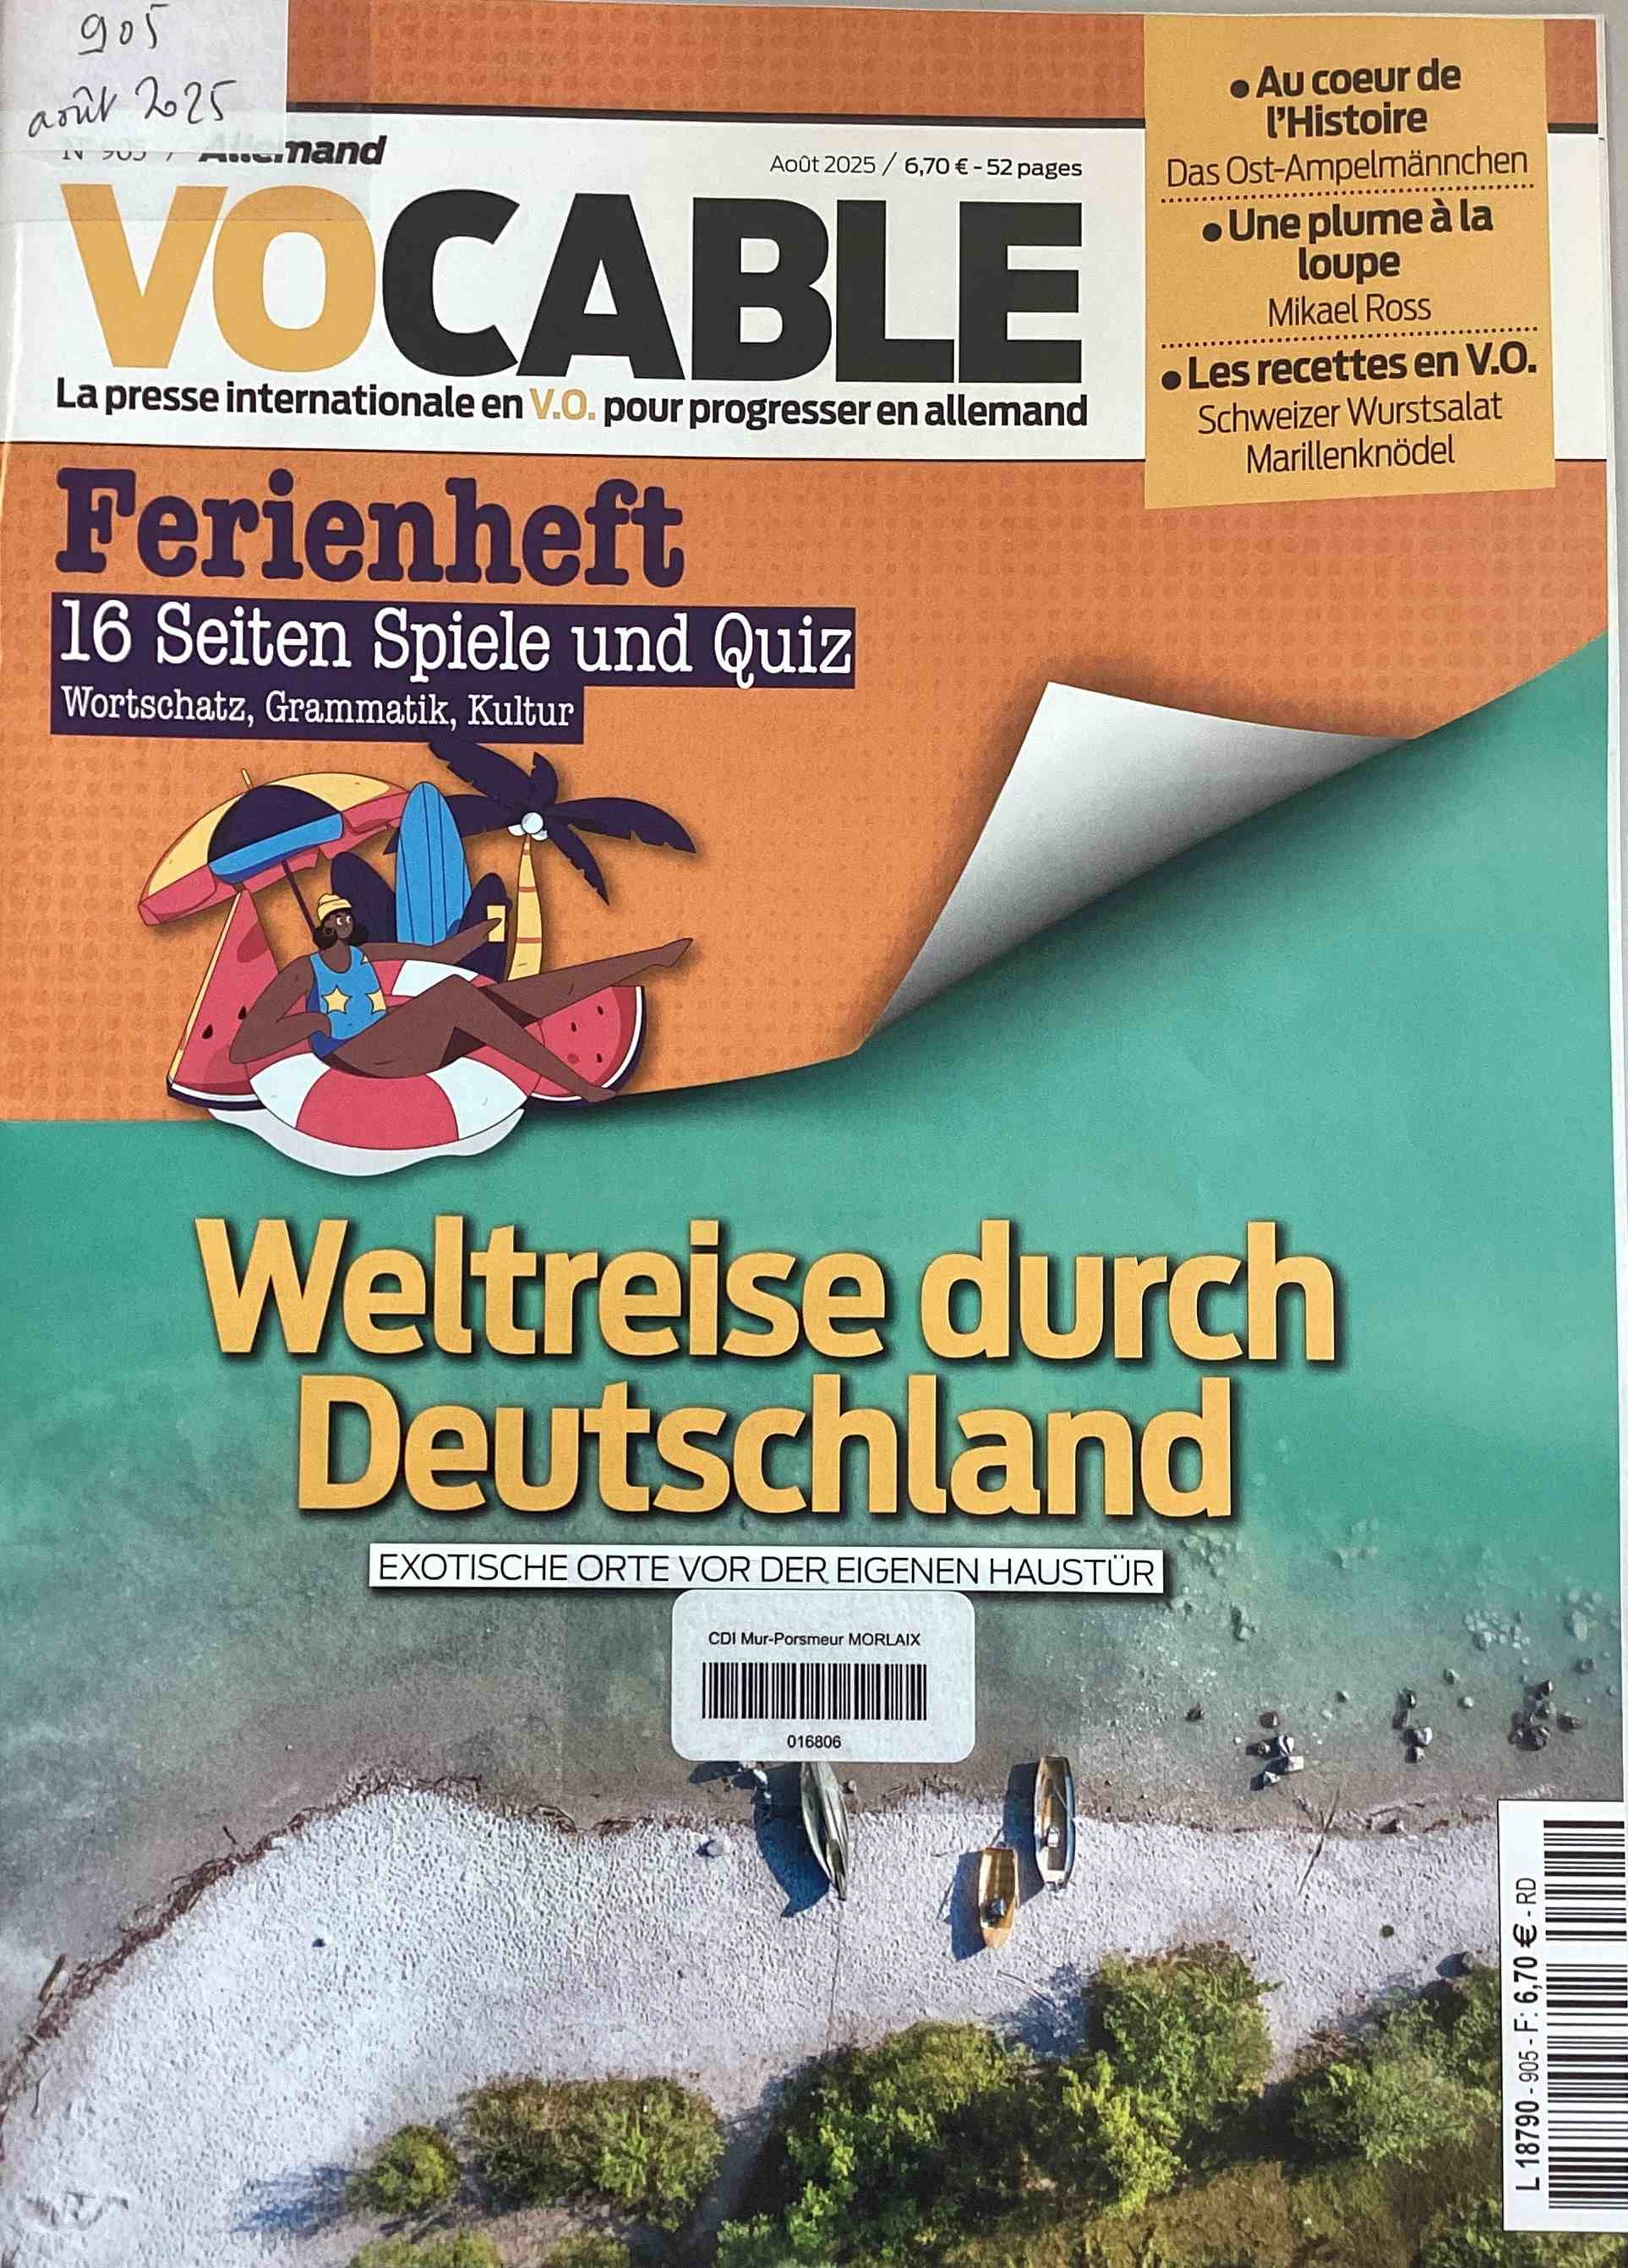 905
août 2025
N° 905 / Allemand
Août 2025 / 6,70 € - 52 pages
VOCABLE
La presse internationale en V.O. pour progresser en allemand
• Au coeur de
l'Histoire
Das Ost-Ampelmännchen
• Une plume à la
loupe
Mikael Ross
• Les recettes en V.O.
Schweizer Wurstsalat
Marillenknödel
Ferienheft
16 Seiten Spiele und Quiz
Wortschatz, Grammatik, Kultur
Weltreise durch
Deutschland
EXOTISCHE ORTE VOR DER EIGENEN HAUSTÜR
CDI Mur-Porsmeur MORLAIX
016806
L 18790 - 905 - F: 6,70 € - RD